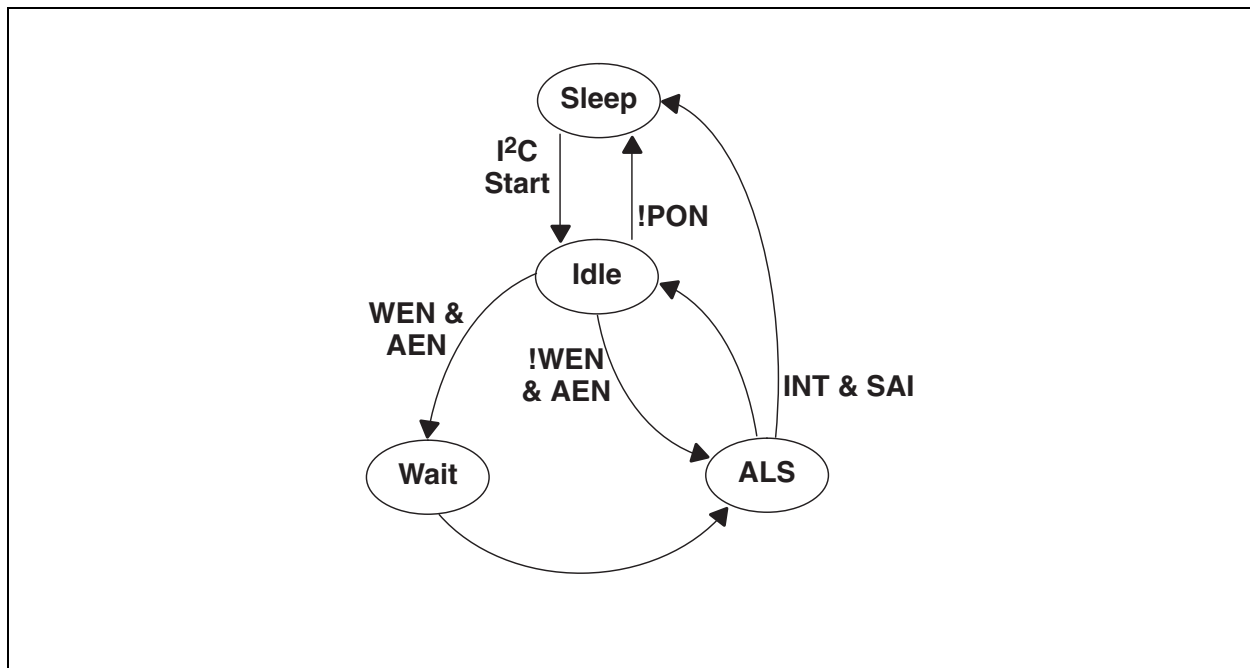 Sleep
I²C
Start
!PON
Idle
WEN &
AEN
!WEN
& AEN
INT & SAI
Wait
ALS